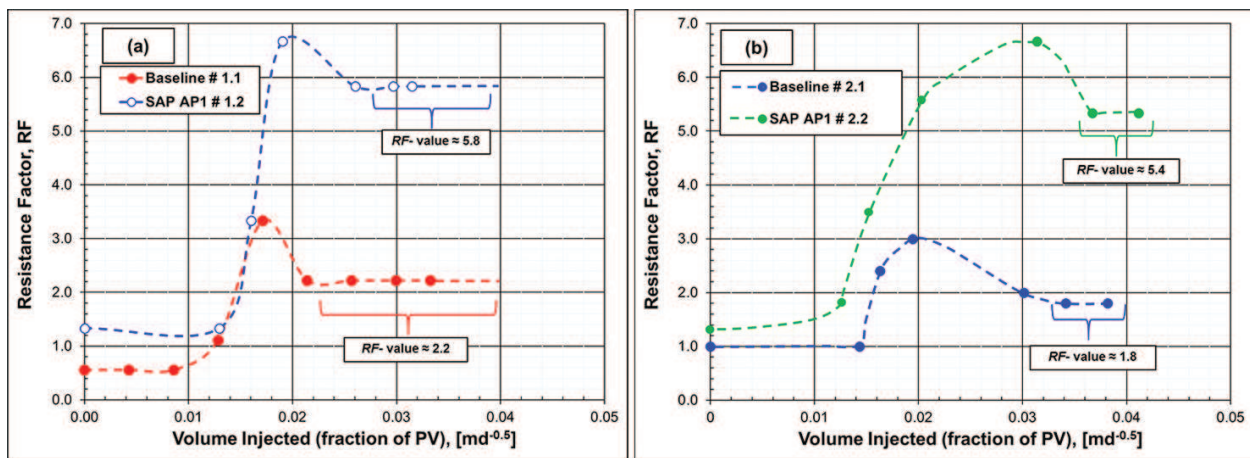 (a)
Baseline # 1.1
SAP AP1 # 1.2
RF- value ≈ 5.8
RF- value ≈ 2.2
Resistance Factor, RF
7.0
6.0
5.0
4.0
3.0
2.0
1.0
0.0
0.00
0.01
0.02
0.03
0.04
0.05
Volume Injected (fraction of PV), [md-0.5]
(b)
Baseline # 2.1
SAP AP1 # 2.2
RF- value ≈ 5.4
RF- value ≈ 1.8
Resistance Factor, RF
7.0
6.0
5.0
4.0
3.0
2.0
1.0
0.0
0
0.01
0.02
0.03
0.04
0.05
Volume Injected (fraction of PV), [md-0.5]